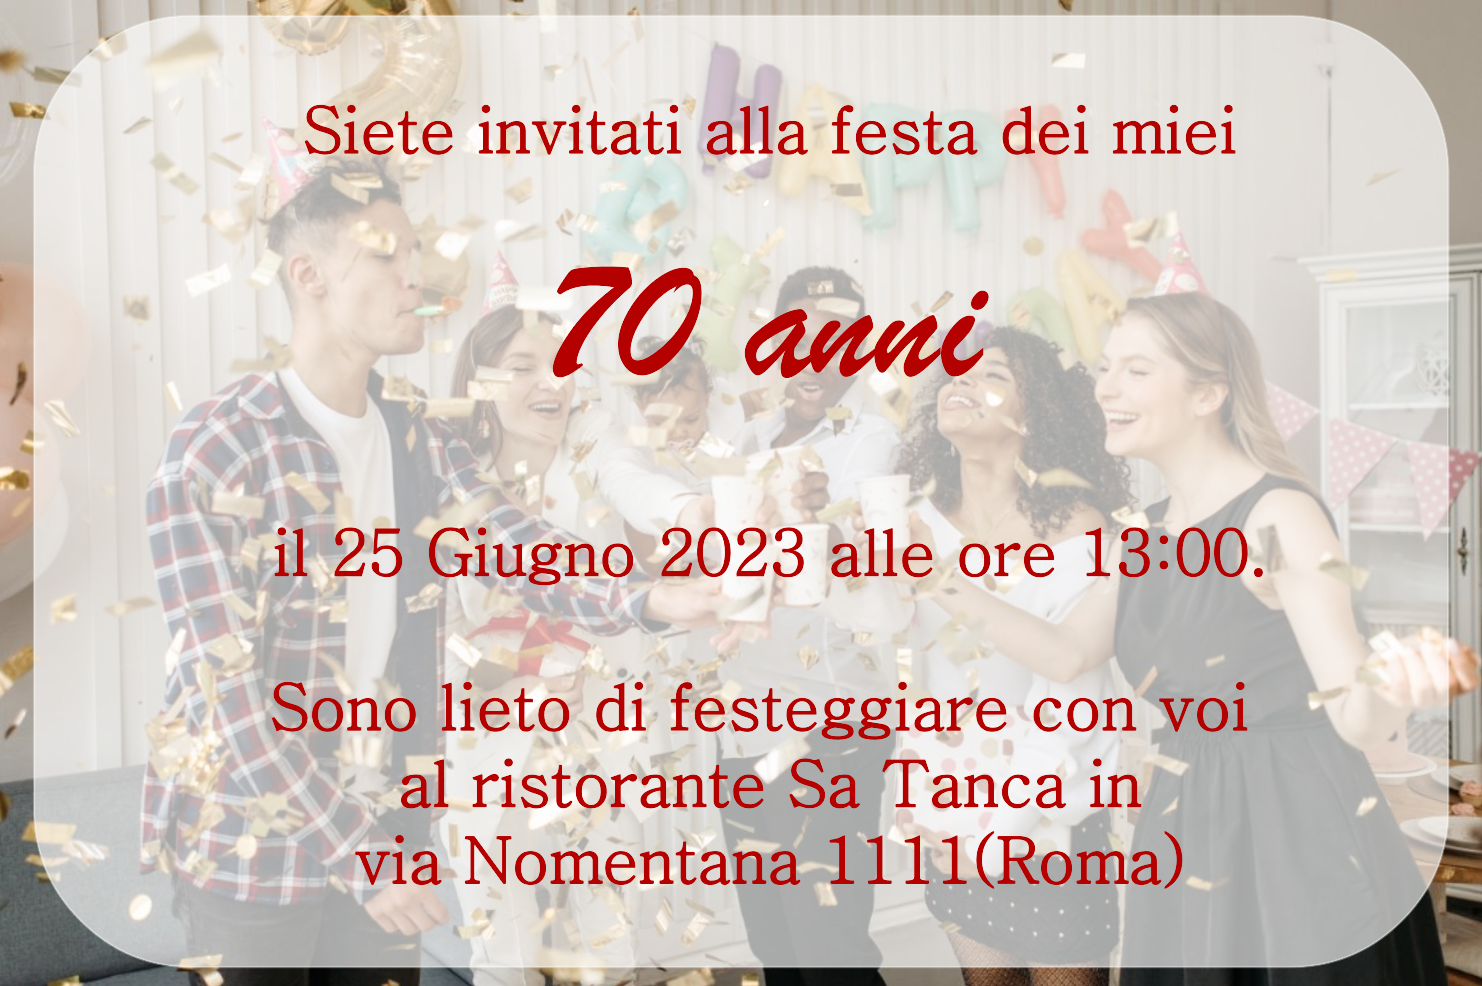 Siete invitati alla festa dei miei
70 anni
il 25 Giugno 2023 alle ore 13:00.
Sono lieto di festeggiare con voi
al ristorante Sa Tanca in
via Nomentana 1111(Roma)
HAPPY